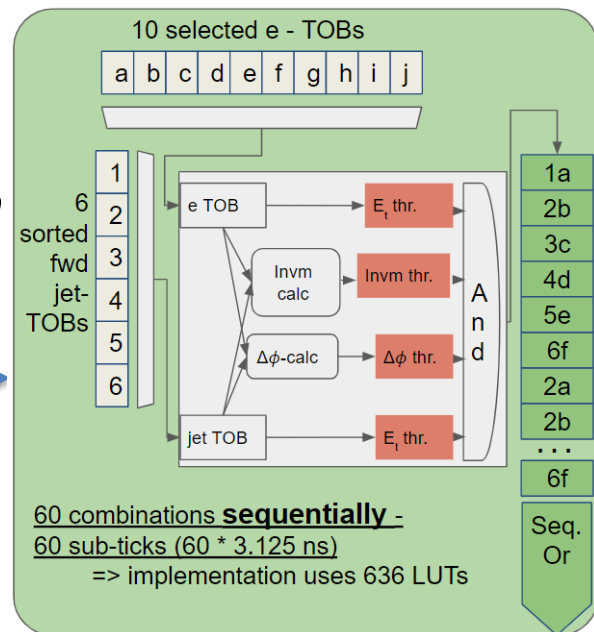 10 selected e - TOBs
a b c d e f g h i j
6
sorted
fwd
jet-
TOBs
1
2
3
4
5
6
e TOB
E_t thr.
Invm
calc
Invm thr.
Δϕ-calc
Δϕ thr.
jet TOB
E_t thr.
A
n
d
1a
2b
3c
4d
5e
6f
2a
2b
...
6f
Seq.
Or
60 combinations sequentially -
60 sub-ticks (60 * 3.125 ns)
=> implementation uses 636 LUTs